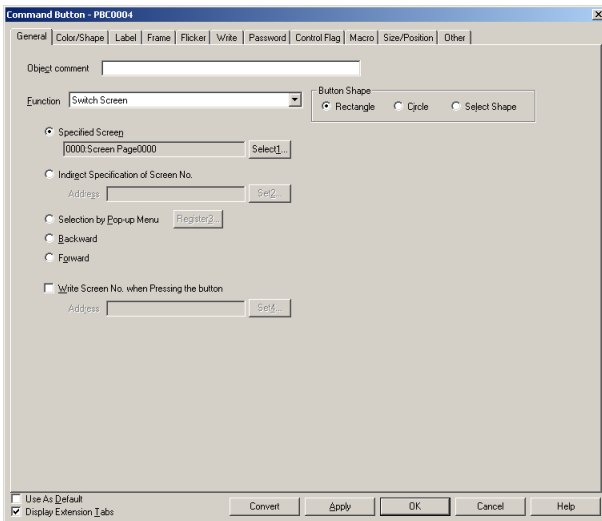 Command Button - PBC0004
General Color/Shape Label Frame Flicker Write Password Control Flag Macro Size/Position Other
Object comment
Function Switch Screen
Button Shape
Rectangle Circle Select Shape
Specified Screen
0000:Screen Page0000 Select1...
Indirect Specification of Screen No.
Address Set2...
Selection by Pop-up Menu Register3...
Backward
Forward
Write Screen No. when Pressing the button
Address Set4...
Use As Default
Display Extension Tabs
Convert Apply OK Cancel Help